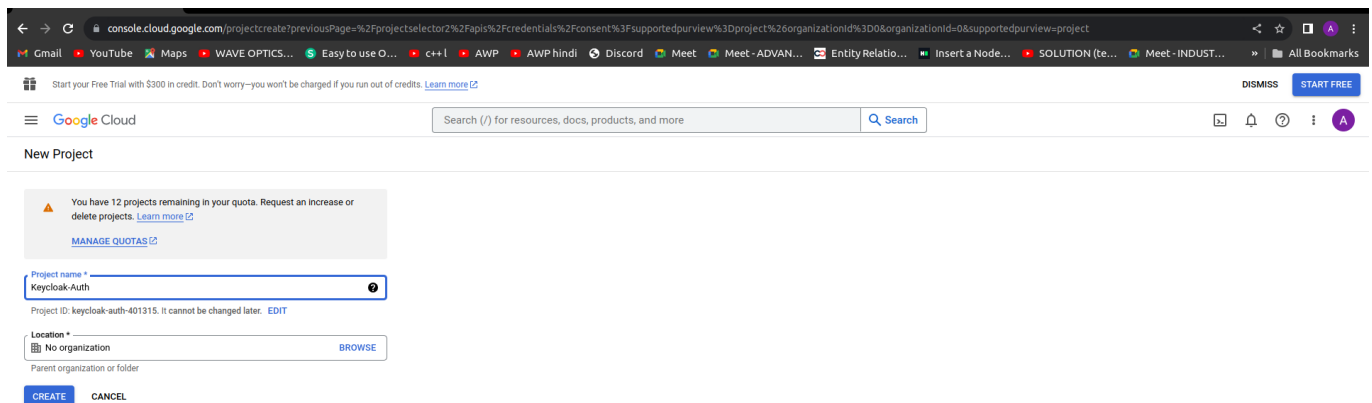 console.cloud.google.com/projectcreate?previousPage=%2Fprojectselector2%2Fapis%2Fcredentials%2Fconsent%3Fsupportedpurview%3Dproject%26organizationId%3D0&organizationId=0&supportedpurview=project
Gmail YouTube Maps WAVE OPTICS... Easy to use O... c++ l AWP AWP hindi Discord Meet Meet - ADVAN... Entity Relatio... Insert a Node... SOLUTION (te... Meet - INDUST... » All Bookmarks
Start your Free Trial with $300 in credit. Don't worry—you won't be charged if you run out of credits. Learn more DISMISS START FREE
Google Cloud Search (/) for resources, docs, products, and more Search A
New Project
You have 12 projects remaining in your quota. Request an increase or
delete projects. Learn more
MANAGE QUOTAS
Project name *
Keycloak-Auth
Project ID: keycloak-auth-401315. It cannot be changed later. EDIT
Location *
No organization BROWSE
Parent organization or folder
CREATE CANCEL